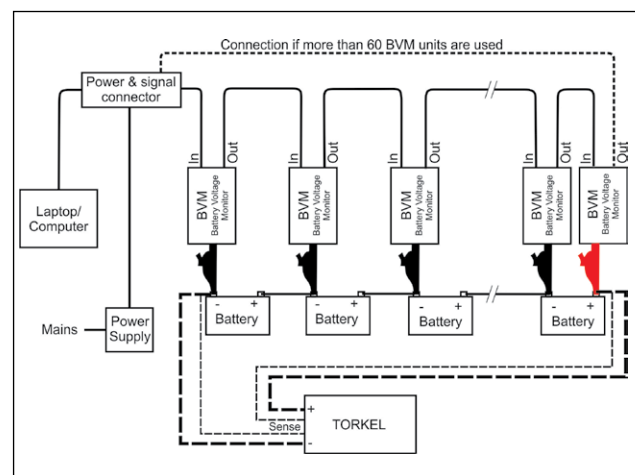 Connection if more than 60 BVM units are used
Power & signal
connector
In
Out
In
Out
In
Out
In
Out
In
Out
BVM
Battery Voltage
Monitor
BVM
Battery Voltage
Monitor
BVM
Battery Voltage
Monitor
BVM
Battery Voltage
Monitor
BVM
Battery Voltage
Monitor
Laptop/
Computer
- +
Battery
- +
Battery
- +
Battery
- +
Battery
Mains
Power
Supply
+
Sense
-
TORKEL